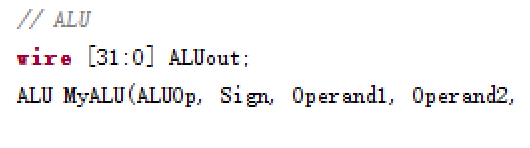 // ALU
wire [31:0] ALUout;
ALU MyALU(ALUOp, Sign, Operand1, Operand2,